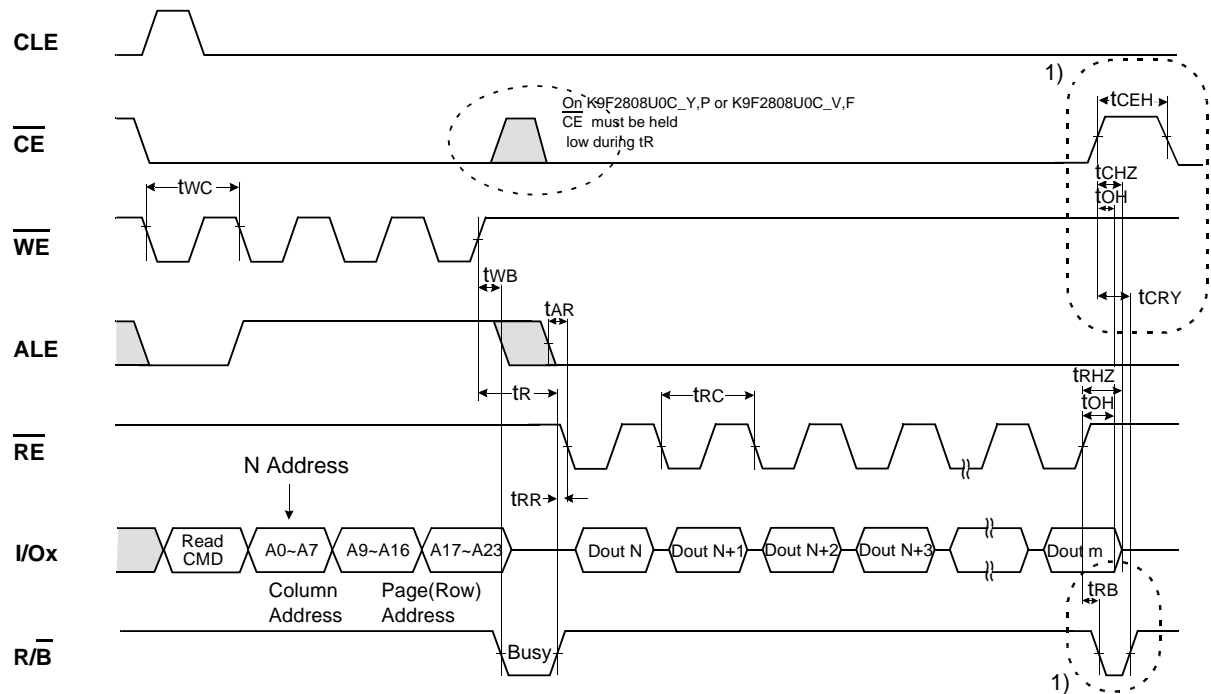 CLE
1)
tCEH
On K9F2808U0C_Y,P or K9F2808U0C_V,F
CE must be held
low during tR
CE
tCHZ
tOH
tWC
WE
tWB
tCRY
tAR
ALE
tRHZ
tR
tRC
tOH
RE
N Address
tRR
I/Ox
Read
CMD
A0~A7
A9~A16
A17~A23
Dout N
Dout N+1
Dout N+2
Dout N+3
Dout m
Column
Address
Page(Row)
Address
tRB
R/B
Busy
1)